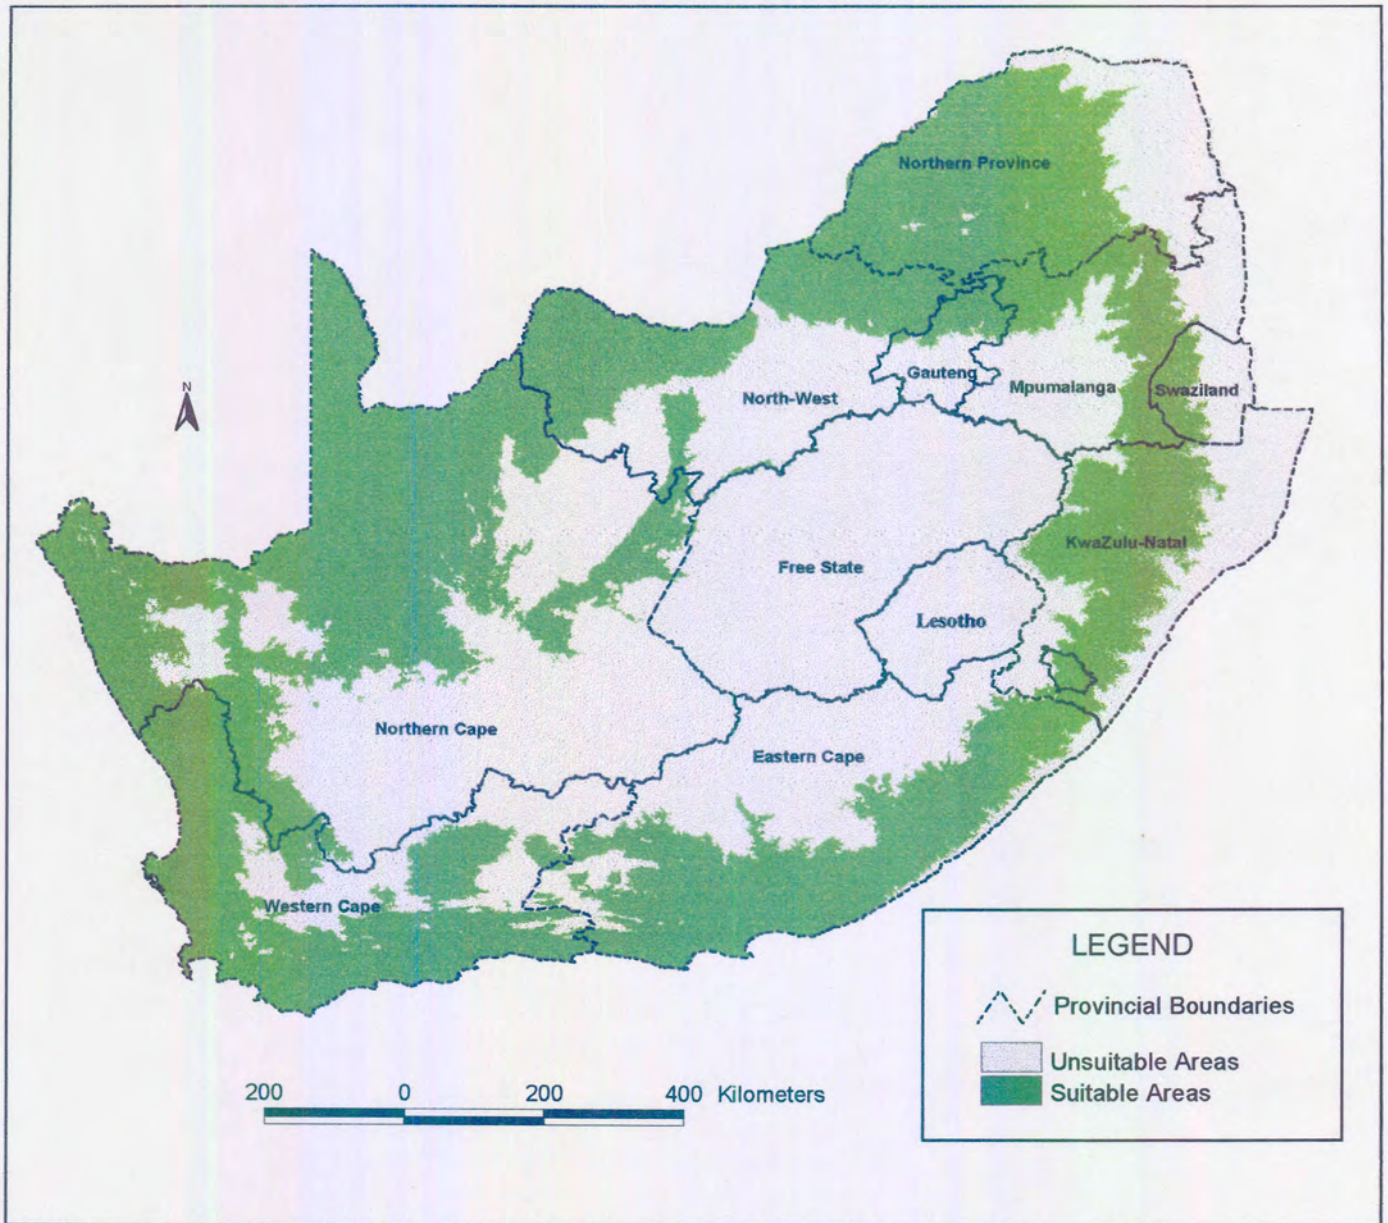 Northern Province
N
Gauteng
Mpumalanga
Swaziland
North-West
KwaZulu-Natal
Free State
Lesotho
Northern Cape
Eastern Cape
Western Cape
LEGEND
Provincial Boundaries
Unsuitable Areas
Suitable Areas
200 0 200 400 Kilometers